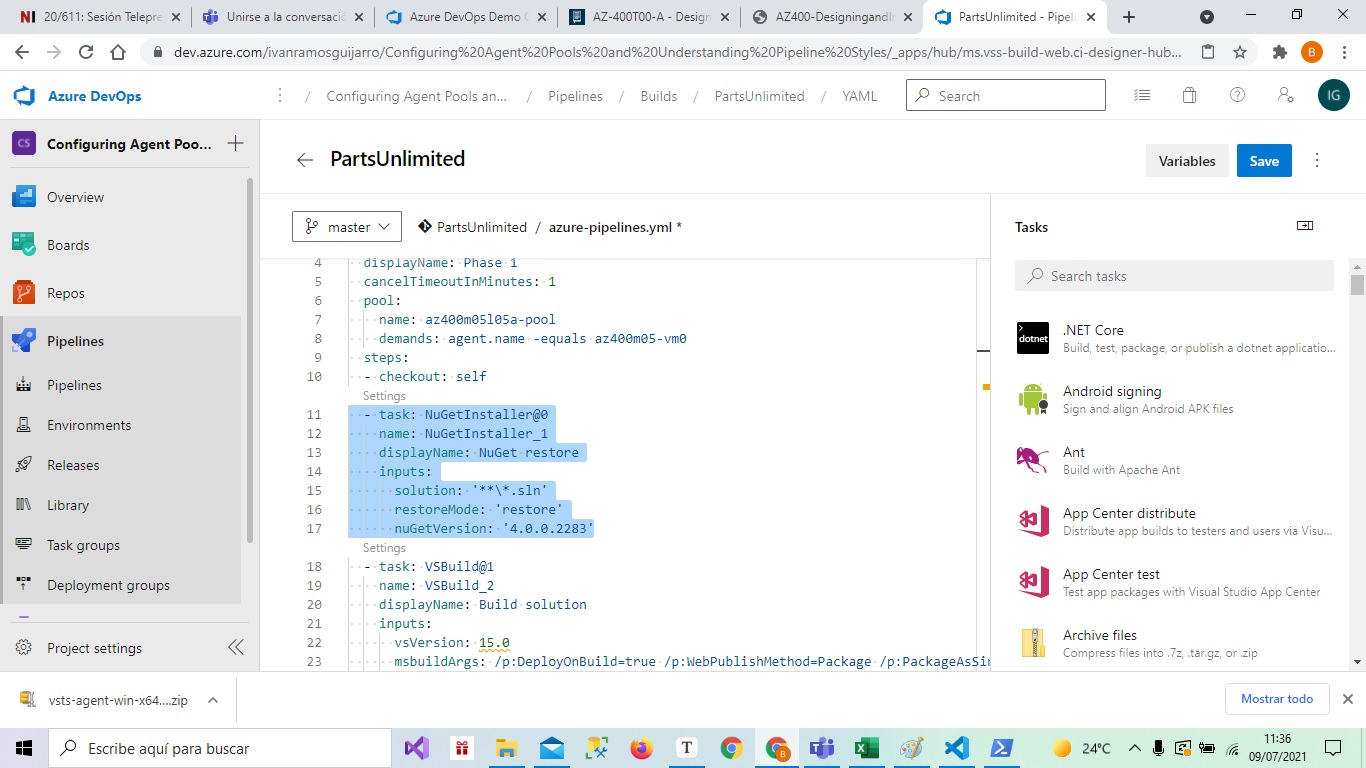 20/611: Sesión Telepre
Unirse a la conversació
Azure DevOps Demo G
AZ-400T00-A - Design
AZ400-DesigningandI
PartsUnlimited - Pipeli
dev.azure.com/ivanramosguijarro/Configuring%20Agent%20Pools%20and%20Understanding%20Pipeline%20Styles/_apps/hub/ms.vss-build-web.ci-designer-hub...
B
Azure DevOps
/ Configuring Agent Pools an... / Pipelines / Builds / PartsUnlimited / YAML
Search
IG
CS Configuring Agent Poo...
Overview
Boards
Repos
Pipelines
Pipelines
Environments
Releases
Library
Task groups
Deployment groups
Project settings
PartsUnlimited
Variables
Save
master
PartsUnlimited / azure-pipelines.yml *
4 displayName: Phase 1
5 cancelTimeoutInMinutes: 1
6 pool:
7 name: az400m05l05a-pool
8 demands: agent.name -equals az400m05-vm0
9 steps:
10 - checkout: self
Settings
11 - task: NuGetInstaller@0
12 name: NuGetInstaller_1
13 displayName: NuGet restore
14 inputs:
15 solution: '**\*.sln'
16 restoreMode: 'restore'
17 nuGetVersion: '4.0.0.2283'
Settings
18 - task: VSBuild@1
19 name: VSBuild_2
20 displayName: Build solution
21 inputs:
22 vsVersion: 15.0
23 msbuildArgs: /p:DeployOnBuild=true /p:WebPublishMethod=Package /p:PackageAsSin
Tasks
Search tasks
dotnet
.NET Core
Build, test, package, or publish a dotnet applicatio...
Android signing
Sign and align Android APK files
Ant
Build with Apache Ant
App Center distribute
Distribute app builds to testers and users via Visu...
App Center test
Test app packages with Visual Studio App Center
Archive files
Compress files into .7z, .tar.gz, or .zip
vsts-agent-win-x64....zip
Mostrar todo
Escribe aquí para buscar
24°C
11:36
09/07/2021